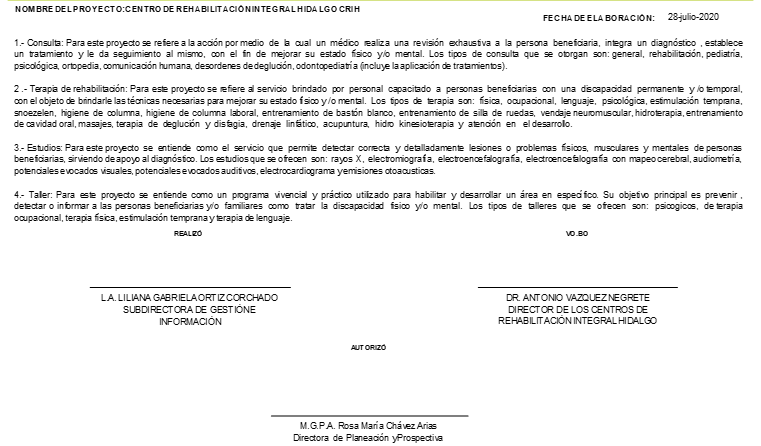 NOMBRE DEL PROYECTO:CENTRO DE REHABILITACIÓN INTEGRAL HIDALGO CRIH
FECHA DE ELABORACIÓN: 28-julio-2020
1.- Consulta: Para este proyecto se refiere a la acción por medio de la cual un médico realiza una revisión exhaustiva a la persona beneficiaria, integra un diagnóstico , establece
un tratamiento y le da seguimiento al mismo, con el fin de mejorar su estado físico y/o mental. Los tipos de consulta que se otorgan son: general, rehabilitación, pediatría,
psicológica, ortopedia, comunicación humana, desordenes de deglución, odontopediatría (incluye la aplicación de tratamientos).
2 .- Terapia de rehabilitación: Para este proyecto se refiere al servicio brindado por personal capacitado a personas beneficiarias con una discapacidad permanente y /o temporal,
con el objeto de brindarle las técnicas necesarias para mejorar su estado físico y/o mental. Los tipos de terapia son: física, ocupacional, lenguaje, psicológica, estimulación temprana,
snoezelen, higiene de columna, higiene de columna laboral, entrenamiento de bastón blanco, entrenamiento de silla de ruedas, vendaje neuromuscular, hidroterapia, entrenamiento
de cavidad oral, masajes, terapia de deglución y disfagia, drenaje linfático, acupuntura, hidro kinesioterapia y atención en el desarrollo.
3.- Estudios: Para este proyecto se entiende como el servicio que permite detectar correcta y detalladamente lesiones o problemas físicos, musculares y mentales de personas
beneficiarias, sirviendo de apoyo al diagnóstico. Los estudios que se ofrecen son: rayos X, electromiografía, electroencefalografía, electroencefalografía con mapeo cerebral, audiometría,
potenciales evocados visuales, potenciales evocados auditivos, electrocardiograma y emisiones otoacusticas.
4.- Taller: Para este proyecto se entiende como un programa vivencial y práctico utilizado para habilitar y desarrollar un área en específico. Su objetivo principal es prevenir ,
detectar o informar a las personas beneficiarias y/o familiares como tratar la discapacidad físico y/o mental. Los tipos de talleres que se ofrecen son: psicogicos, de terapia
ocupacional, terapia física, estimulación temprana y terapia de lenguaje.
REALIZÓ
VO.BO
L.A. LILIANA GABRIELA ORTIZ CORCHADO
SUBDIRECTORA DE GESTIÓN E
INFORMACIÓN
DR. ANTONIO VAZQUEZ NEGRETE
DIRECTOR DE LOS CENTROS DE
REHABILITACIÓN INTEGRAL HIDALGO
AUTORIZÓ
M.G.P.A. Rosa María Chávez Arias
Directora de Planeación y Prospectiva